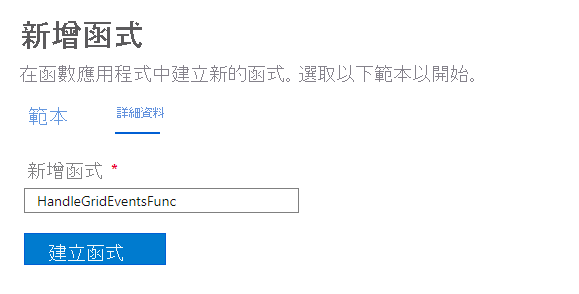 新增函式
在函數應用程式中建立新的函式。選取以下範本以開始。
範本 詳細資料
新增函式 *
HandleGridEventsFunc
建立函式